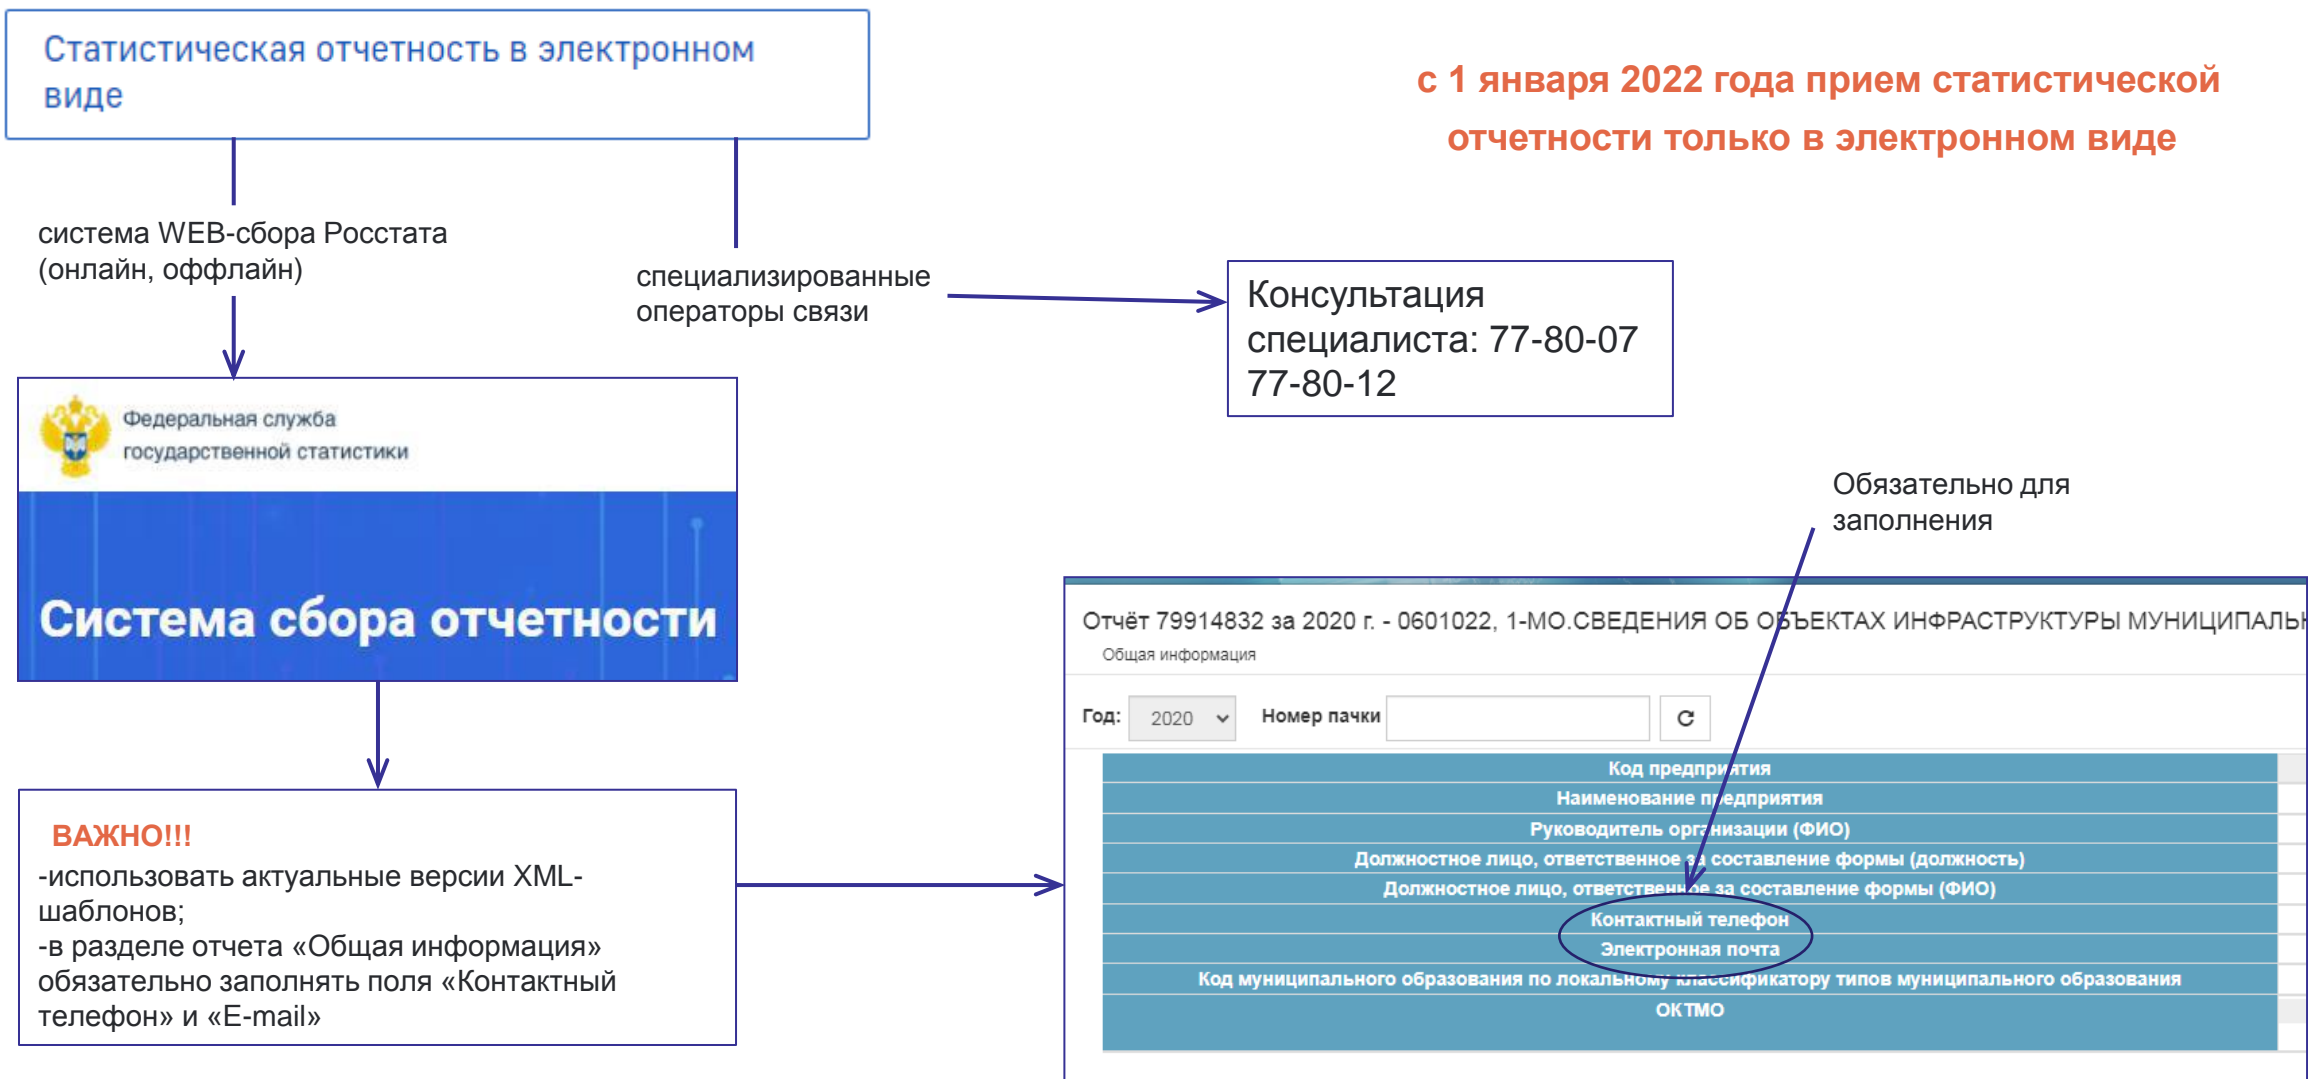 Статистическая отчетность в электронном
виде
с 1 января 2022 года прием статистической
отчетности только в электронном виде
система WEB-сбора Росстата
(онлайн, оффлайн)
специализированные
операторы связи
Консультация
специалиста: 77-80-07
77-80-12
Федеральная служба
государственной статистики
Система сбора отчетности
Обязательно для
заполнения
ВАЖНО!!!
-использовать актуальные версии XML-
шаблонов;
-в разделе отчета «Общая информация»
обязательно заполнять поля «Контактный
телефон» и «E-mail»
Отчёт 79914832 за 2020 г. - 0601022, 1-МО.СВЕДЕНИЯ ОБ ОБЪЕКТАХ ИНФРАСТРУКТУРЫ МУНИЦИПАЛЬН
Общая информация
Год: 2020 Номер пачки
Код предприятия
Наименование предприятия
Руководитель организации (ФИО)
Должностное лицо, ответственное за составление формы (должность)
Должностное лицо, ответственное за составление формы (ФИО)
Контактный телефон
Электронная почта
Код муниципального образования по локальному классификатору типов муниципального образования
ОКТМО